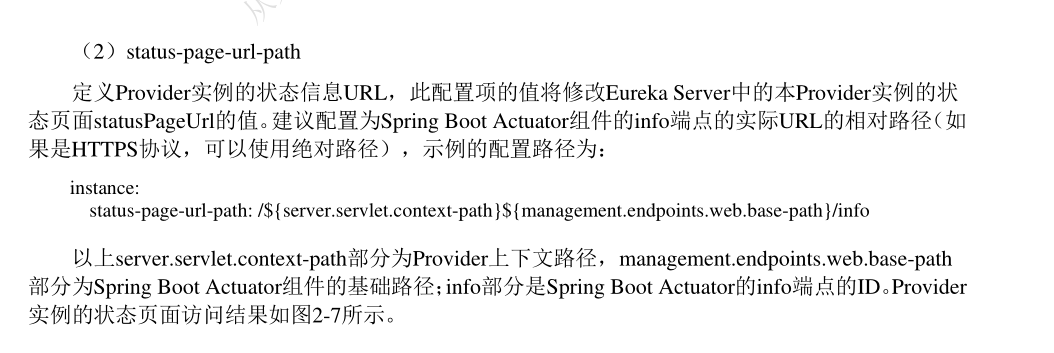 （2）status-page-url-path
定义Provider实例的状态信息URL，此配置项的值将修改Eureka Server中的本Provider实例的状
态页面statusPageUrl的值。建议配置为Spring Boot Actuator组件的info端点的实际URL的相对路径（如
果是HTTPS协议，可以使用绝对路径），示例的配置路径为：
instance:
status-page-url-path: /${server.servlet.context-path}${management.endpoints.web.base-path}/info
以上server.servlet.context-path部分为Provider上下文路径，management.endpoints.web.base-path
部分为Spring Boot Actuator组件的基础路径；info部分是Spring Boot Actuator的info端点的ID。Provider
实例的状态页面访问结果如图2-7所示。